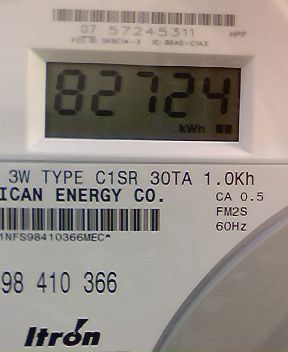 07 57245311
HPP
82724
kWh
3W TYPE C1SR 30TA 1.0Kh
ICAN ENERGY CO.
CA 0.5
FM2S
60Hz
1NFS98410366MEC*
98 410 366
Itron